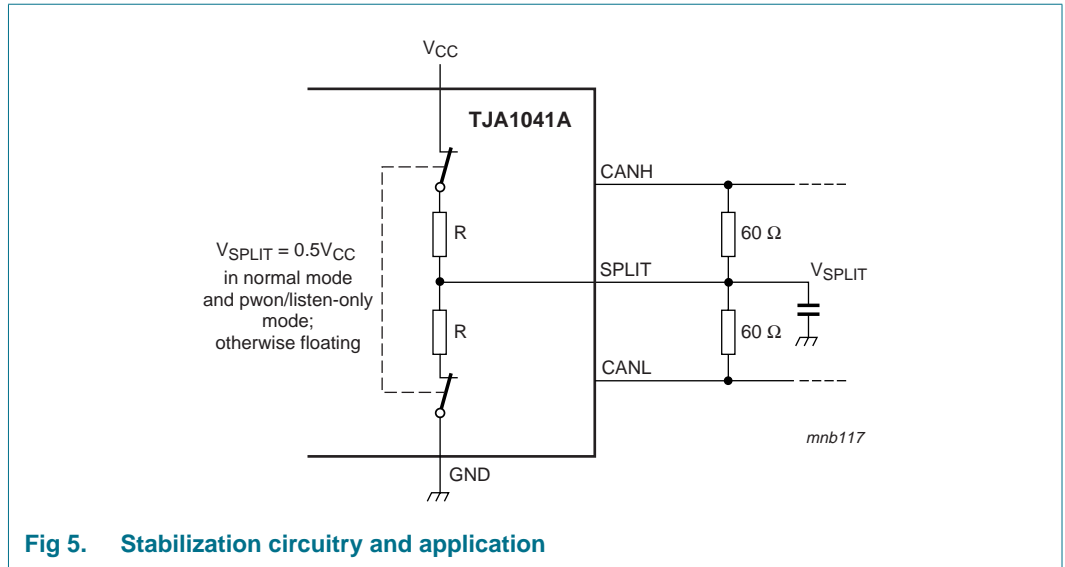 VCC
TJA1041A
CANH
R
60 Ω
VSPLIT = 0.5VCC
in normal mode
and pwon/listen-only
mode;
otherwise floating
SPLIT
VSPLIT
R
60 Ω
CANL
mnb117
GND
Fig 5. Stabilization circuitry and application